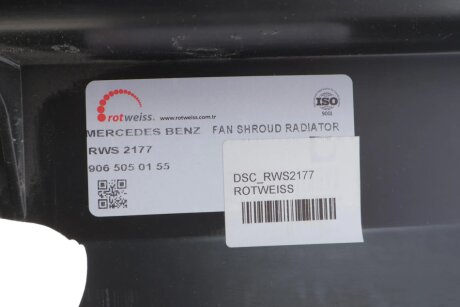 rotweiss. www.rotweiss.com.tr
ISO
9001
MERCEDES BENZ FAN SHROUD RADIATOR
RWS 2177
906 505 01 55
DSC_RWS2177
ROTWEISS